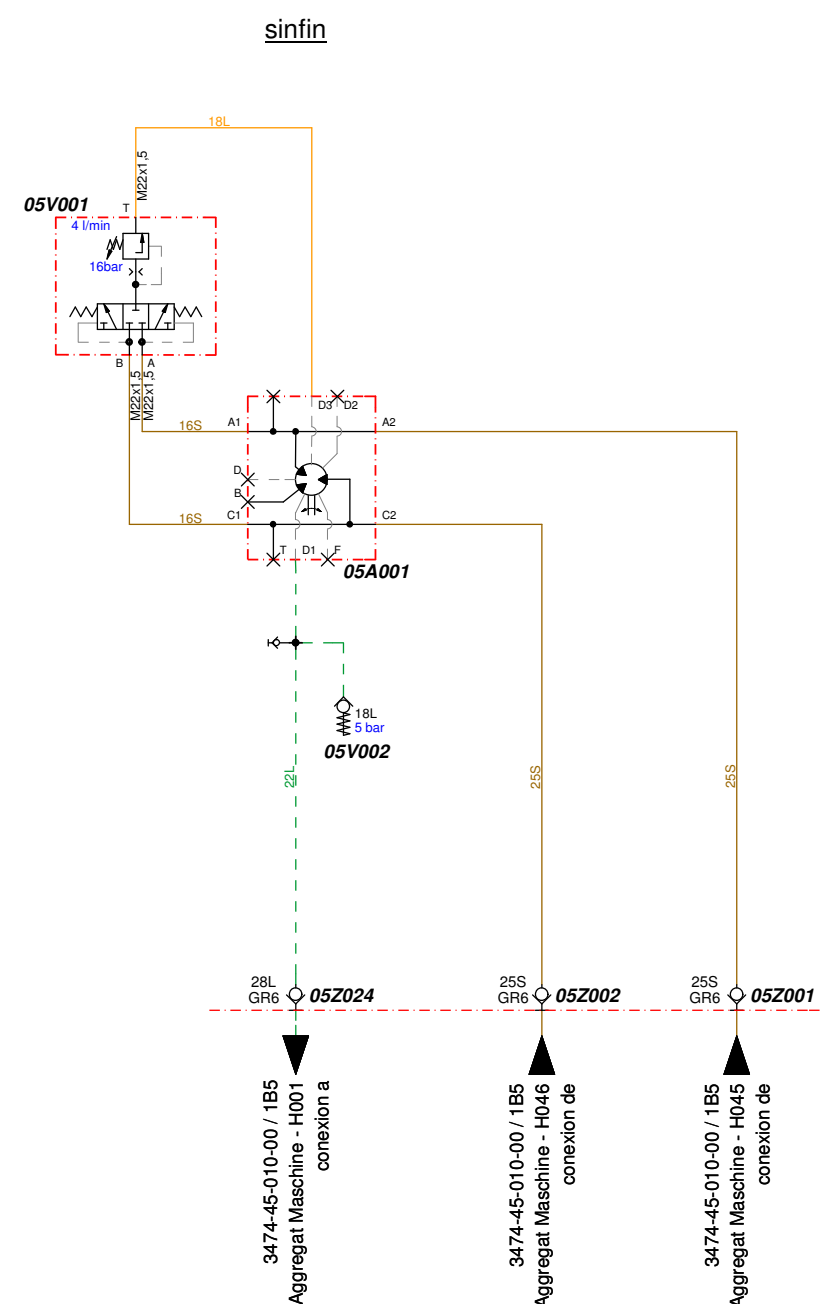 sinfin
18L
M22x1,5
05V001
T
4 l/min
16bar
B
A
M22x1,5
M22x1,5
D3
D2
16S
A1
A2
D
B
16S
C1
C2
T
D1
F
05A001
18L
5 bar
05V002
22L
25S
25S
28L
GR6
05Z024
25S
GR6
05Z002
25S
GR6
05Z001
3474-45-010-00 / 1B5
Aggregat Maschine - H001
conexion a
3474-45-010-00 / 1B5
Aggregat Maschine - H046
conexion de
3474-45-010-00 / 1B5
Aggregat Maschine - H045
conexion de